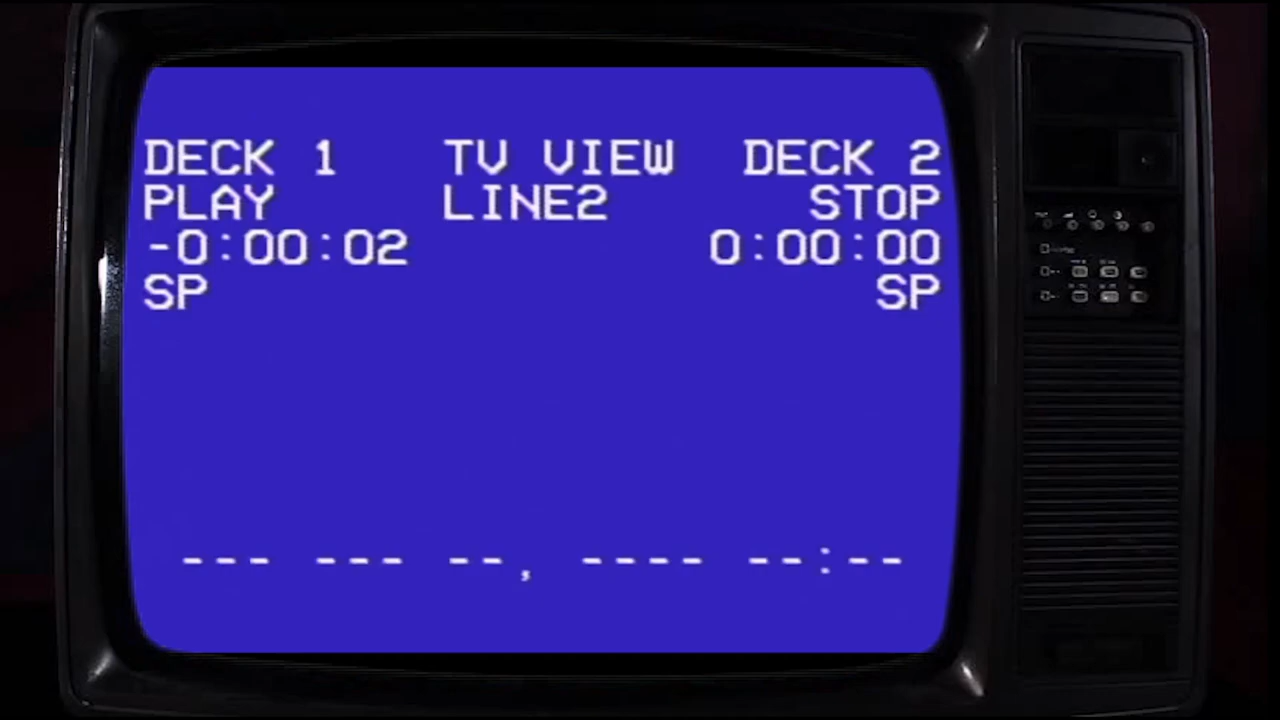 DECK 1 TV VIEW DECK 2
PLAY LINE2 STOP
-0:00:02 0:00:00
SP SP
--- --- --, ---- --:--